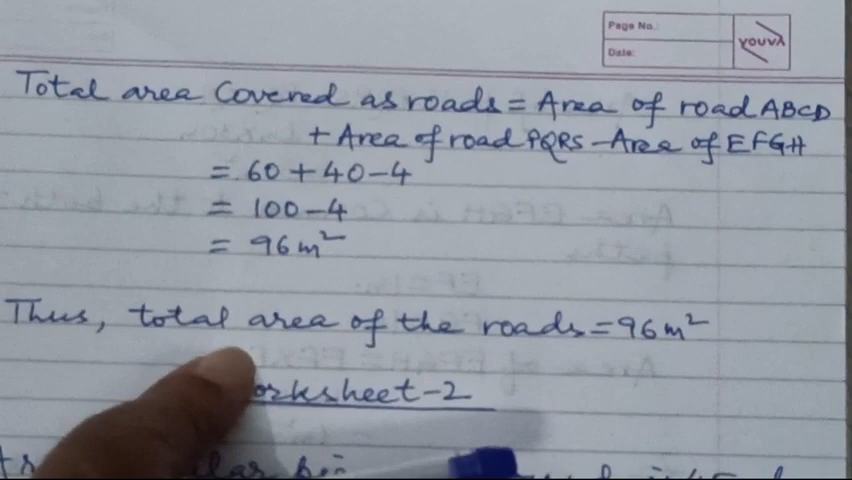 Page No.:
Date:
YOUVA
Total area Covered as roads = Area of road ABCD
+ Area of road PQRS - Area of EFGH
= 60 + 40 - 4
= 100 - 4
= 96 m²
Thus, total area of the roads = 96 m²
orksheet-2